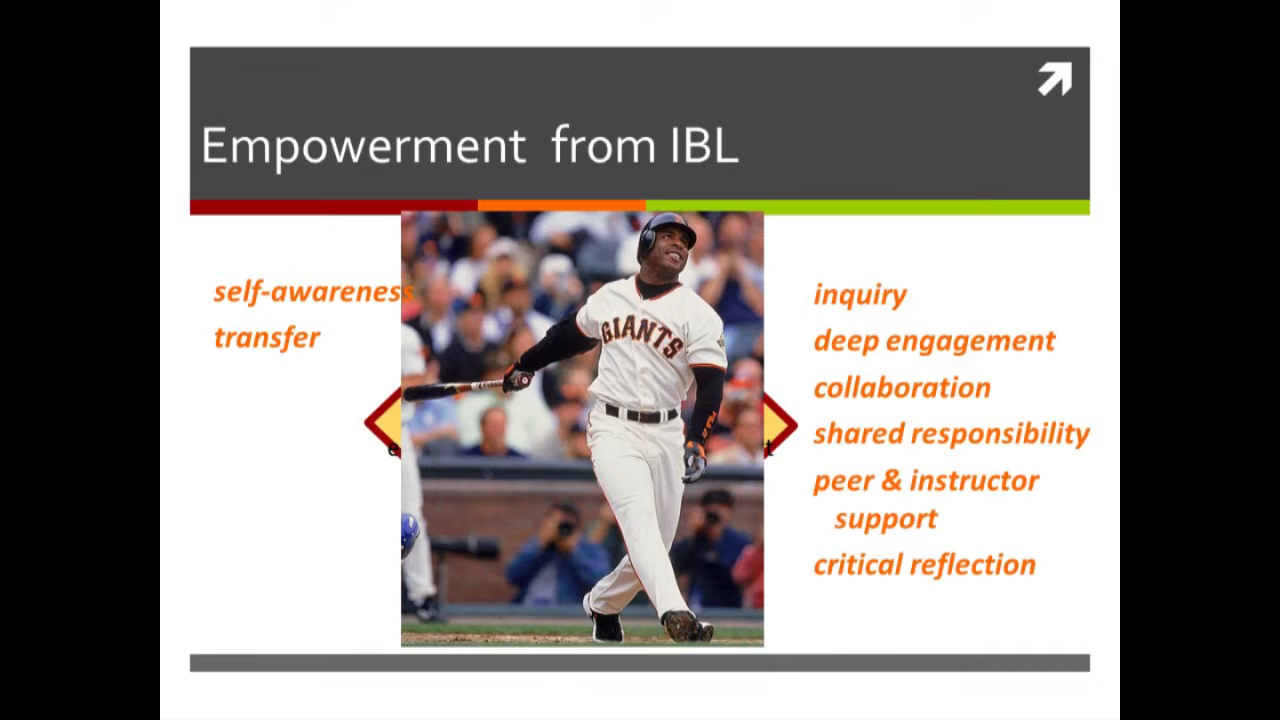 Empowerment from IBL
self-awareness
transfer
GIANTS
inquiry
deep engagement
collaboration
shared responsibility
peer & instructor
support
critical reflection